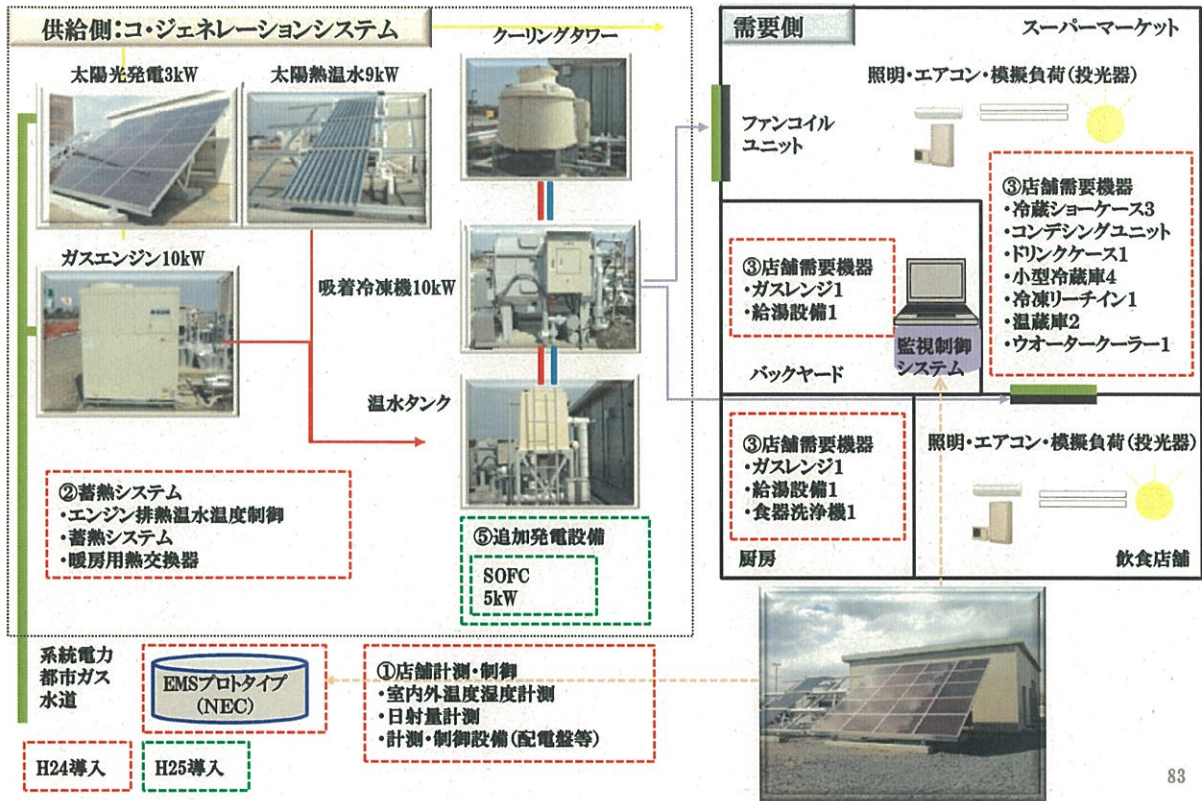 供給側:コ・ジェネレーションシステム
太陽光発電3kW
太陽熱温水9kW
クーリングタワー
ガスエンジン10kW
吸着冷凍機10kW
温水タンク
②蓄熱システム
・エンジン排熱温水温度制御
・蓄熱システム
・暖房用熱交換器
⑤追加発電設備
SOFC
5kW
需要側
スーパーマーケット
照明・エアコン・模擬負荷(投光器)
ファンコイル
ユニット
③店舗需要機器
・冷蔵ショーケース3
・コンデシングユニット
・ドリンクケース1
・小型冷蔵庫4
・冷凍リーチイン1
・温蔵庫2
・ウオータークーラー1
③店舗需要機器
・ガスレンジ1
・給湯設備1
監視制御
システム
バックヤード
③店舗需要機器
・ガスレンジ1
・給湯設備1
・食器洗浄機1
厨房
照明・エアコン・模擬負荷(投光器)
飲食店舗
系統電力
都市ガス
水道
EMSプロトタイプ
(NEC)
①店舗計測・制御
・室内外温度湿度計測
・日射量計測
・計測・制御設備(配電盤等)
H24導入
H25導入
83